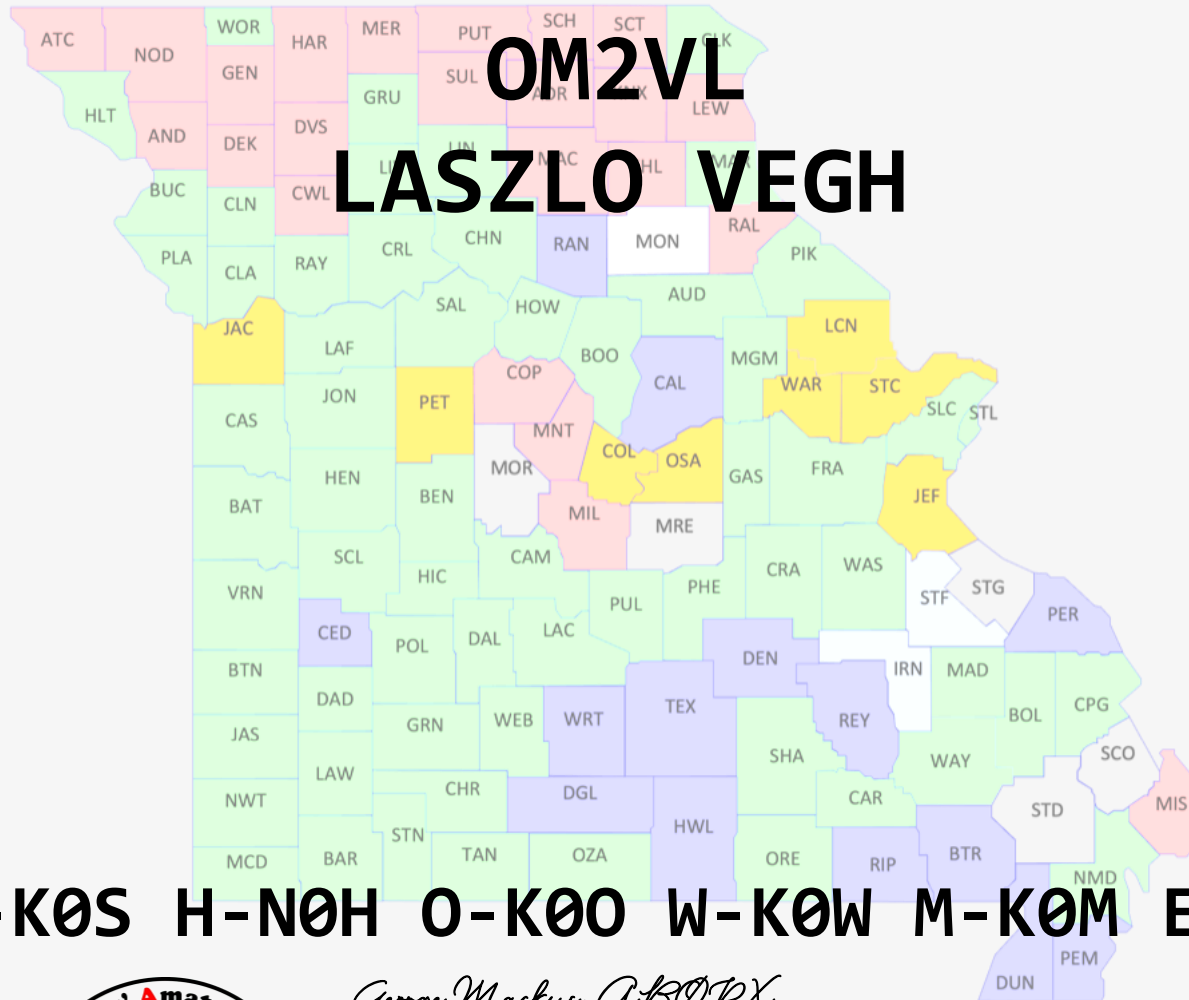 ATC NOD WOR HAR MER PUT SCH SCT CLK
GEN SUL ADR KNX LEW
HLT AND DEK DVS GRU LIN
OM2VL
MAC SHL MAR
BUC CLN CWL
LASZLO VEGH
PLA CLA RAY CRL CHN RAN MON RAL PIK
JAC LAF SAL HOW BOO AUD LCN
CAS JON PET COP CAL MGM WAR STC SLC STL
BAT HEN BEN MOR MNT COL OSA GAS FRA JEF
VRN SCL HIC CAM MIL MRE PHE CRA WAS STF STG PER
BTN CED POL DAL LAC PUL DEN IRN MAD BOL CPG
JAS DAD GRN WEB WRT TEX SHA REY WAY SCO
NWT LAW CHR DGL HWL CAR STD MIS
MCD BAR STN TAN OZA ORE RIP BTR NMD
-K0S H-N0H O-K0O W-K0W M-K0M E
DUN PEM